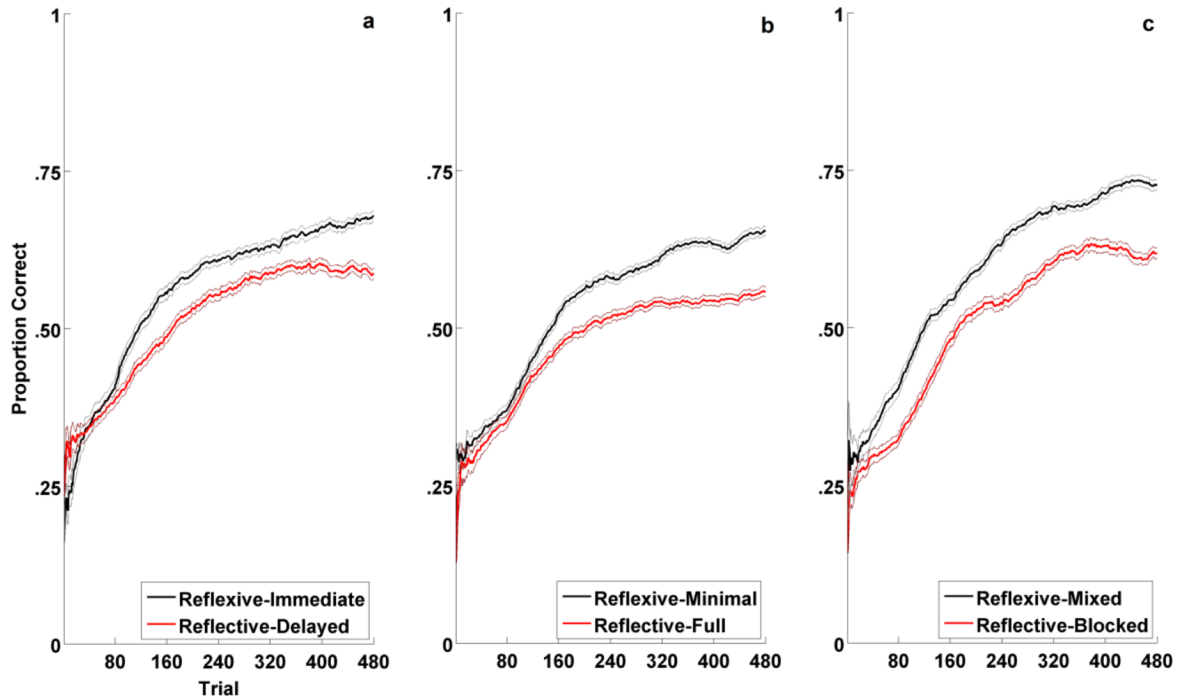 a
1
.75
.50
.25
0
Proportion Correct
Reflexive-Immediate
Reflective-Delayed
80 160 240 320 400 480
Trial
b
1
.75
.50
.25
0
Reflexive-Minimal
Reflective-Full
80 160 240 320 400 480
c
1
.75
.50
.25
0
Reflexive-Mixed
Reflective-Blocked
80 160 240 320 400 480